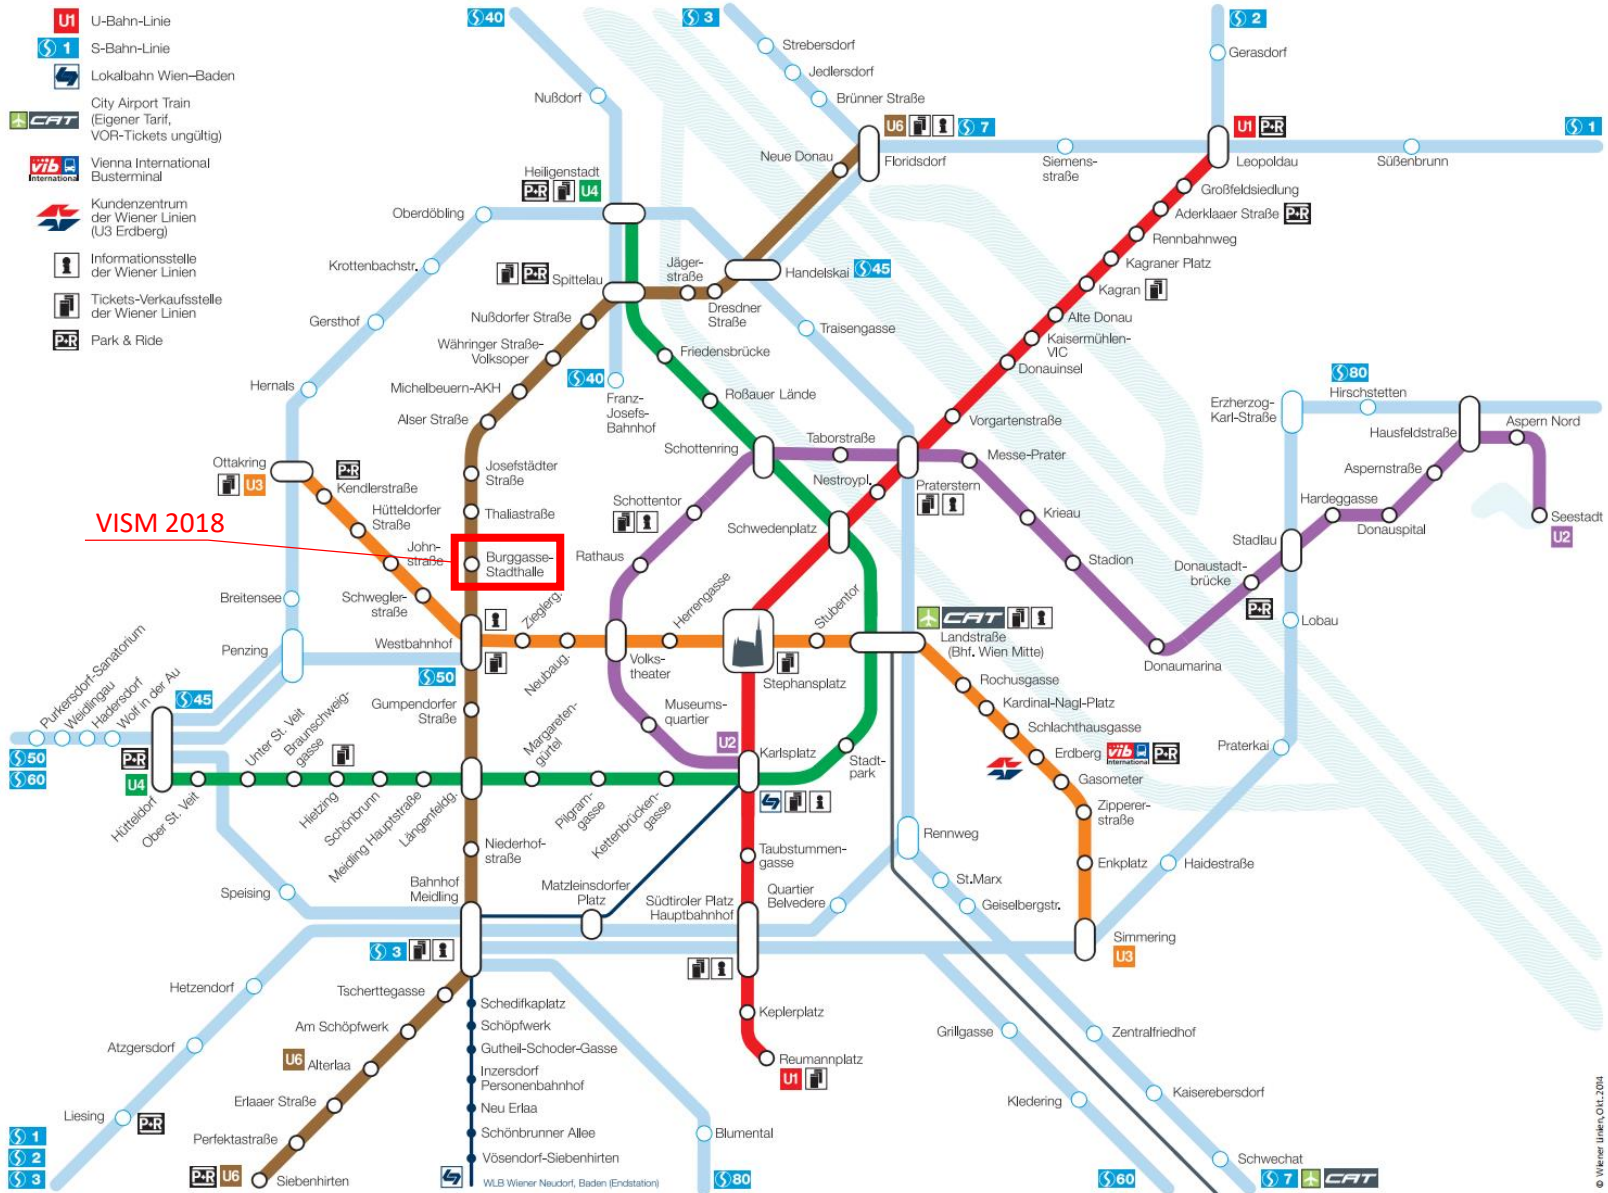 U1 U-Bahn-Linie
S 1 S-Bahn-Linie
Lokalbahn Wien–Baden
CAT City Airport Train
(Eigener Tarif,
VOR-Tickets ungültig)
vib International Vienna International
Busterminal
Kundenzentrum
der Wiener Linien
(U3 Erdberg)
Informationsstelle
der Wiener Linien
Tickets-Verkaufsstelle
der Wiener Linien
P+R Park & Ride
S 40
S 3
S 2
Strebersdorf
Gerasdorf
Jedlersdorf
Nußdorf
Brünner Straße
U6
S 7
U1 P+R
S 1
Neue Donau
Floridsdorf
Siemens-
straße
Leopoldau
Süßenbrunn
Heiligenstadt
P+R U4
Großfeldsiedlung
Oberdöbling
Aderklaaer Straße P+R
Rennbahnweg
Krottenbachstr.
P+R Spittelau
Jäger-
straße
Handelskai S 45
Kagraner Platz
Kagran
Dresdner
Straße
Gersthof
Nußdorfer Straße
Traisengasse
Alte Donau
Kaisermühlen-
VIC
Währinger Straße-
Volksoper
Friedensbrücke
Donauinsel
S 40
S 80
Hirschstetten
Hernals
Michelbeuern-AKH
Franz-
Josefs-
Bahnhof
Roßauer Lände
Erzherzog-
Karl-Straße
Alser Straße
Vorgartenstraße
Hausfeldstraße
Aspern Nord
Schottenring
Taborstraße
Messe-Prater
Ottakring
U3
P+R
Kendlerstraße
Josefstädter
Straße
Nestroypl.
Praterstern
Aspernstraße
Hütteldorfer
Straße
Schottentor
Hardeggasse
Thaliastraße
Schwedenplatz
Krieau
Donauspital
Seestadt
U2
VISM 2018
John-
straße
Burggasse-
Stadthalle
Rathaus
Stadion
Stadlau
Donaustadt-
brücke
P+R
Schwegler-
straße
Breitensee
Zieglerg.
Herrengasse
Stubentor
CAT
Lobau
Penzing
Westbahnhof
Neubaug.
Volks-
theater
Stephansplatz
Landstraße
(Bhf. Wien Mitte)
Donaumarina
S 50
Rochusgasse
Purkersdorf-Sanatorium
Weidlingau
Hadersdorf
Wolf in der Au
S 45
Gumpendorfer
Straße
Museums-
quartier
Kardinal-Nagl-Platz
Schlachthausgasse
S 50
S 60
P+R
U4
Unter St. Veit
Braunschweig-
gasse
Margareten-
gürtel
U2
Karlsplatz
Stadt-
park
Erdberg vib International P+R
Praterkai
Gasometer
Hütteldorf
Ober St. Veit
Hietzing
Schönbrunn
Meidling Hauptstraße
Längenfeldg.
Pilgram-
gasse
Kettenbrücken-
gasse
Zipperer-
straße
Niederhof-
straße
Taubstummen-
gasse
Rennweg
Enkplatz
Haidestraße
Speising
Bahnhof
Meidling
Matzleinsdorfer
Platz
Südtiroler Platz
Hauptbahnhof
Quartier
Belvedere
St.Marx
Geiselbergstr.
S 3
Simmering
U3
Hetzendorf
Tscherttegasse
Schedifkaplatz
Keplerplatz
Am Schöpfwerk
Schöpfwerk
Grillgasse
Zentralfriedhof
Atzgersdorf
U6 Alterlaa
Gutheil-Schoder-Gasse
Reumannplatz
U1
Inzersdorf
Personenbahnhof
Kaiserebersdorf
Erlaaer Straße
Neu Erlaa
Kledering
Liesing P+R
Perfektastraße
Schönbrunner Allee
Blumental
S 1
S 2
S 3
P+R U6 Siebenhirten
Vösendorf-Siebenhirten
WLB Wiener Neudorf, Baden (Endstation)
S 80
S 60
Schwechat
S 7 CAT
© Wiener Linien, Okt. 2014